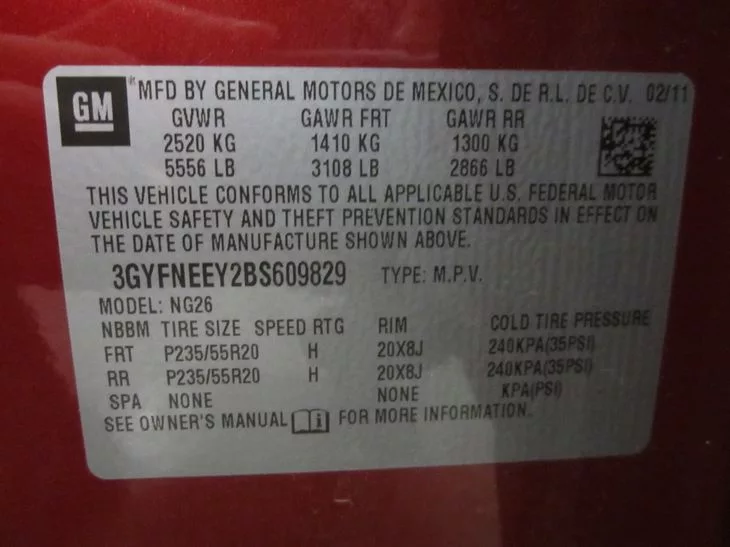 GM
MFD BY GENERAL MOTORS DE MEXICO, S. DE R.L. DE C.V. 02/11
GVWR GAWR FRT GAWR RR
2520 KG 1410 KG 1300 KG
5556 LB 3108 LB 2866 LB
THIS VEHICLE CONFORMS TO ALL APPLICABLE U.S. FEDERAL MOTOR
VEHICLE SAFETY AND THEFT PREVENTION STANDARDS IN EFFECT ON
THE DATE OF MANUFACTURE SHOWN ABOVE.
3GYFNEEY2BS609829 TYPE: M.P.V.
MODEL: NG26
NBBM TIRE SIZE SPEED RTG RIM COLD TIRE PRESSURE
FRT P235/55R20 H 20X8J 240KPA(35PSI)
RR P235/55R20 H 20X8J 240KPA(35PSI)
SPA NONE NONE KPA(PSI)
SEE OWNER'S MANUAL i FOR MORE INFORMATION.